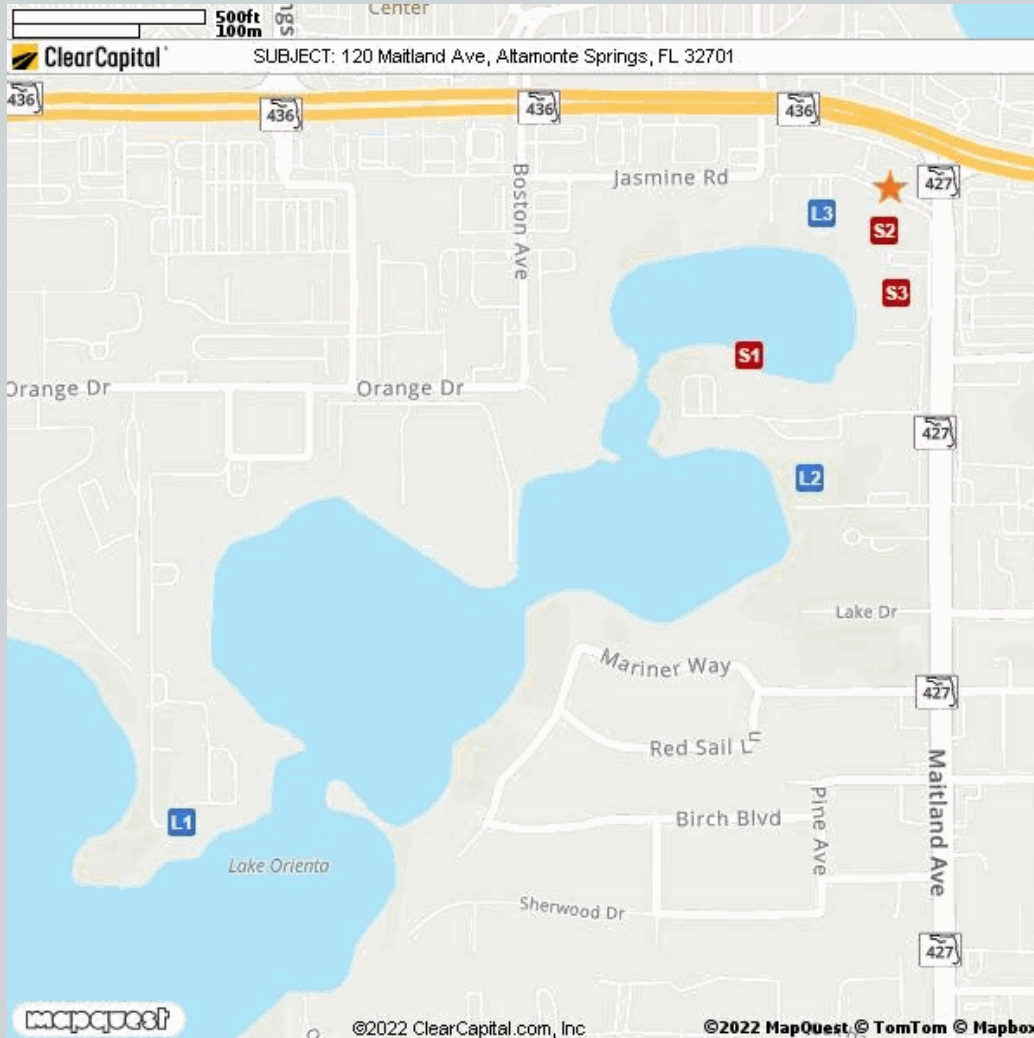 500ft
100m
Center
ClearCapital
SUBJECT: 120 Maitland Ave, Altamonte Springs, FL 32701
436
436
436
436
Jasmine Rd
427
Boston Ave
L3
S2
S3
S1
Orange Dr
Orange Dr
427
L2
Lake Dr
Mariner Way
427
Red Sail Ln
Maitland Ave
Pine Ave
Birch Blvd
L1
Lake Orienta
Sherwood Dr
427
mapquest
©2022 ClearCapital.com, Inc
©2022 MapQuest © TomTom © Mapbox